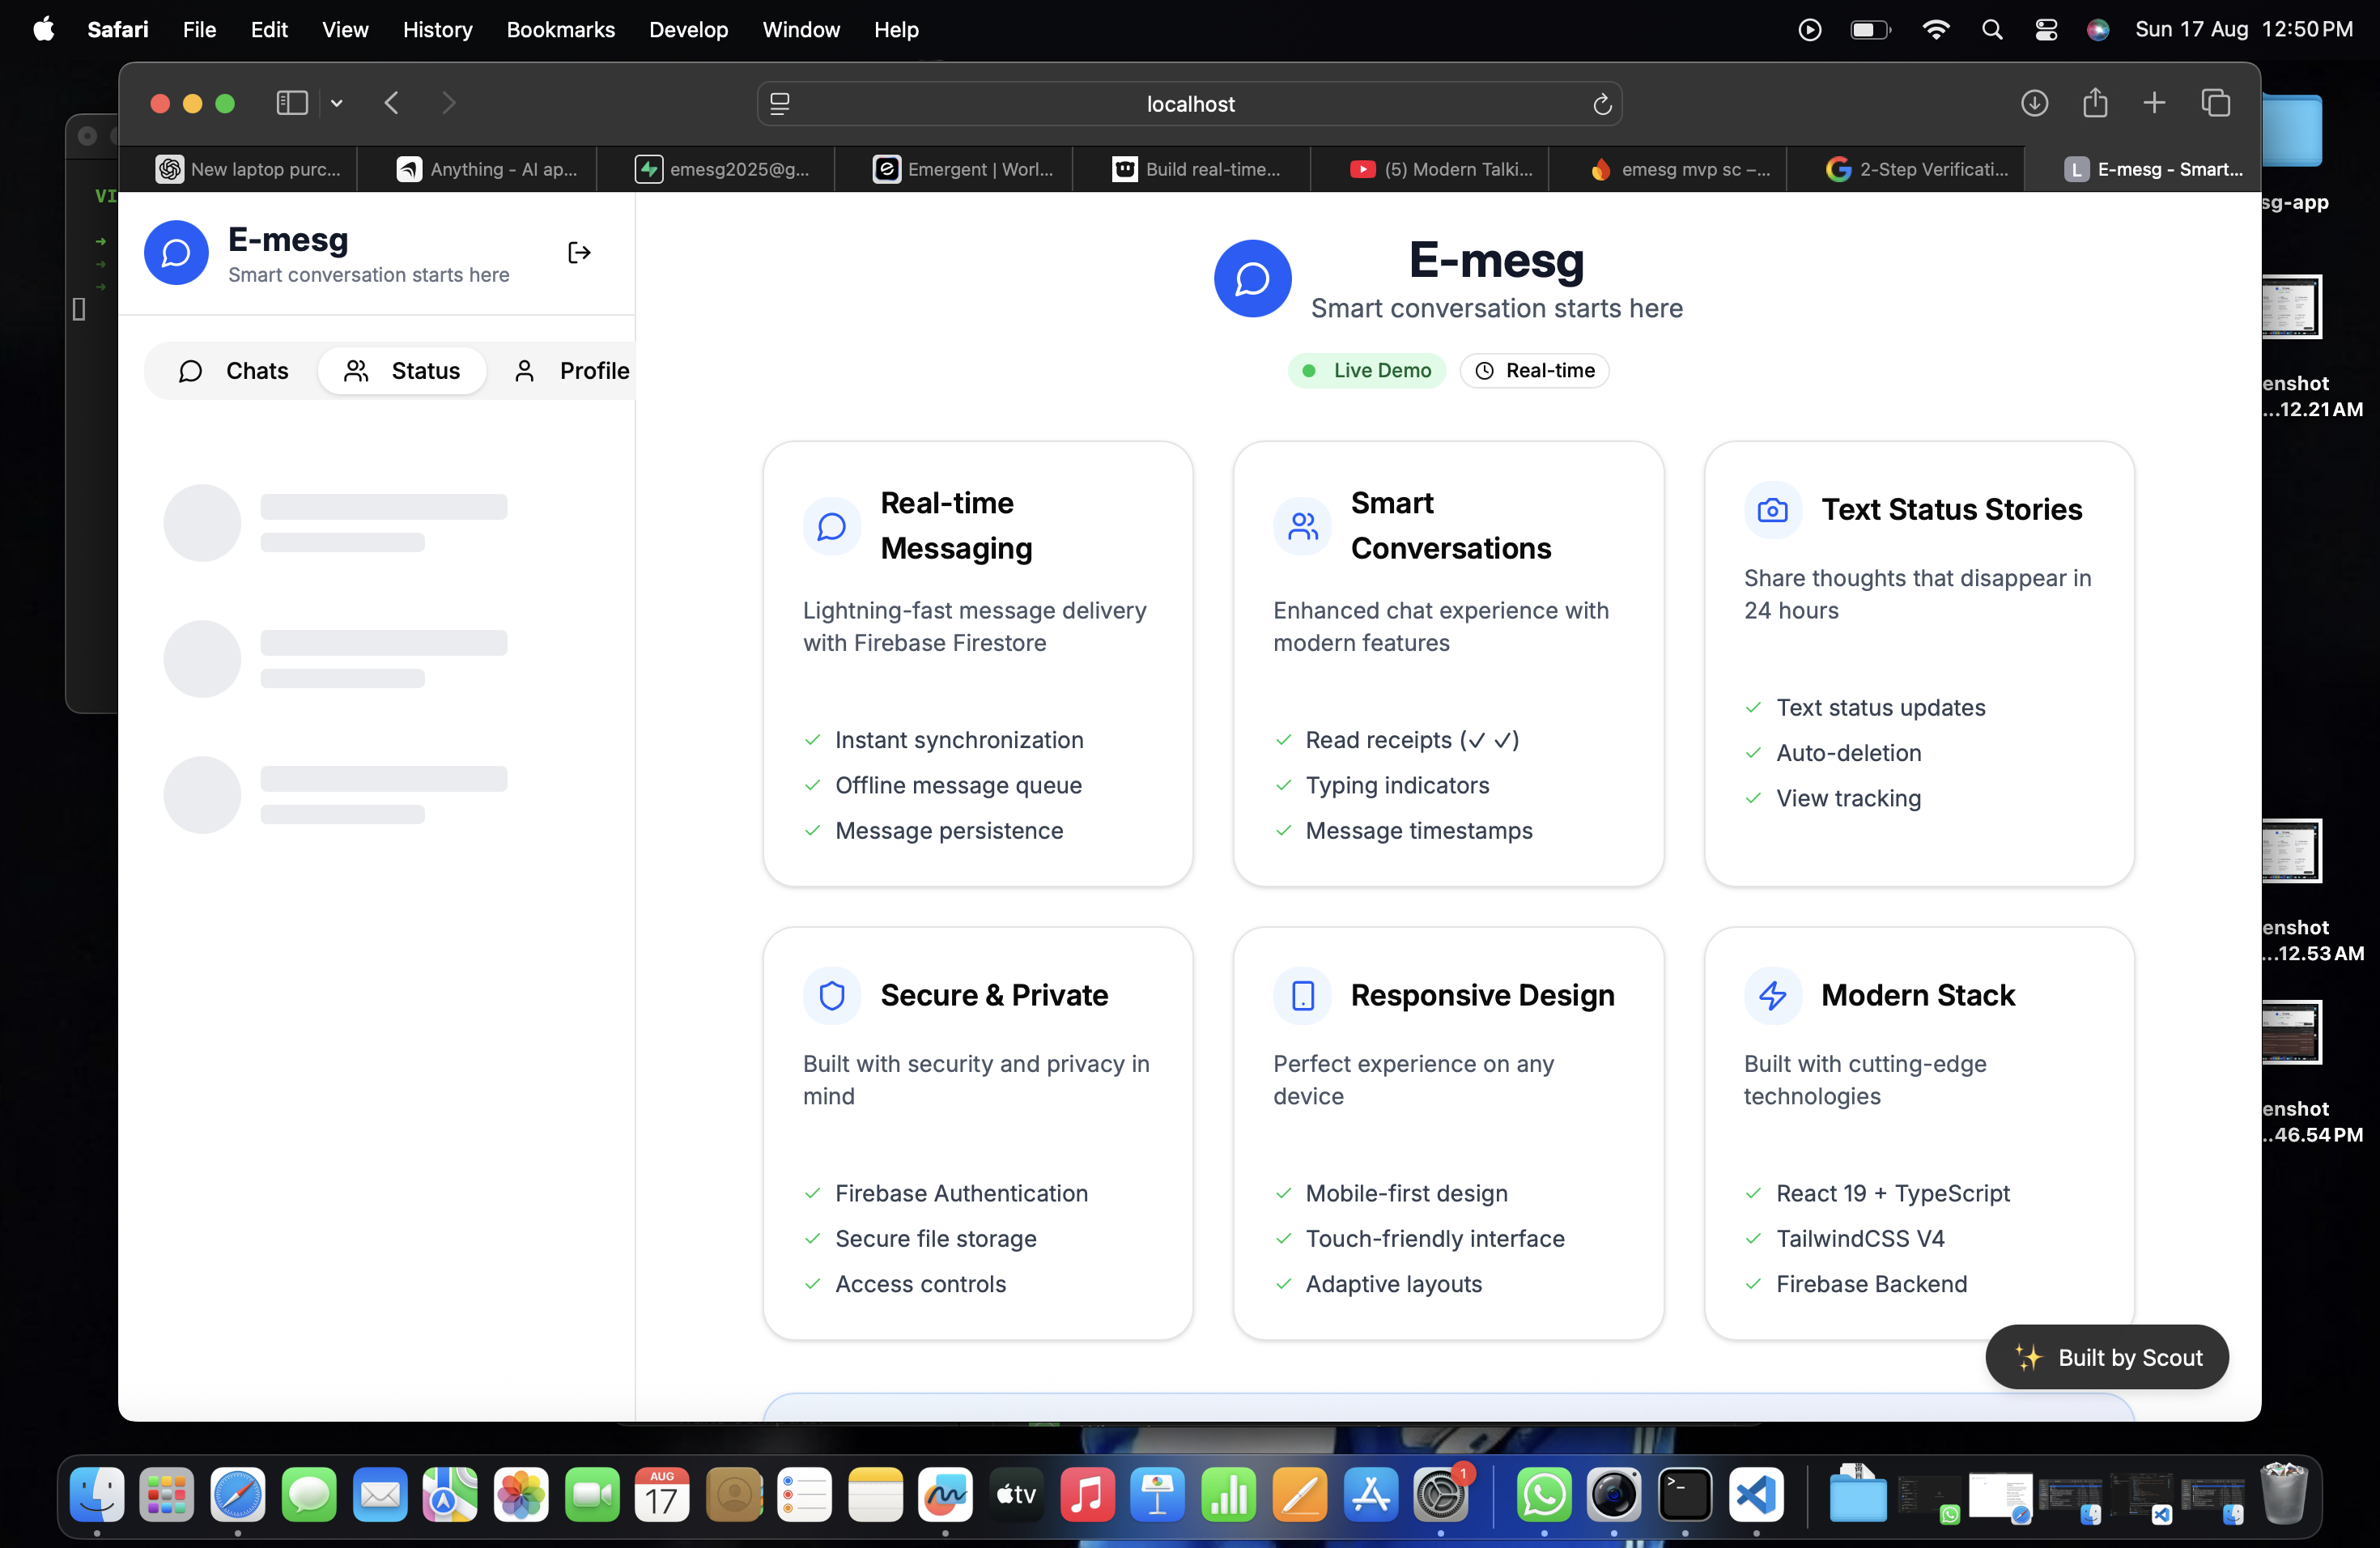 Safari File Edit View History Bookmarks Develop Window Help
Sun 17 Aug 12:50 PM
localhost
New laptop purc...
Anything - AI ap...
emesg2025@g...
Emergent | Worl...
Build real-time...
(5) Modern Talki...
emesg mvp sc –...
2-Step Verificati...
L E-mesg - Smart...
VI
E-mesg
Smart conversation starts here
Chats Status Profile
E-mesg
Smart conversation starts here
Live Demo Real-time
Real-time
Messaging
Lightning-fast message delivery
with Firebase Firestore
Instant synchronization
Offline message queue
Message persistence
Smart
Conversations
Enhanced chat experience with
modern features
Read receipts (✓✓)
Typing indicators
Message timestamps
Text Status Stories
Share thoughts that disappear in
24 hours
Text status updates
Auto-deletion
View tracking
Secure & Private
Built with security and privacy in
mind
Firebase Authentication
Secure file storage
Access controls
Responsive Design
Perfect experience on any
device
Mobile-first design
Touch-friendly interface
Adaptive layouts
Modern Stack
Built with cutting-edge
technologies
React 19 + TypeScript
TailwindCSS V4
Firebase Backend
✨ Built by Scout
sg-app
enshot
...12.21 AM
enshot
...12.53 AM
enshot
..46.54 PM
AUG
17
tv
1